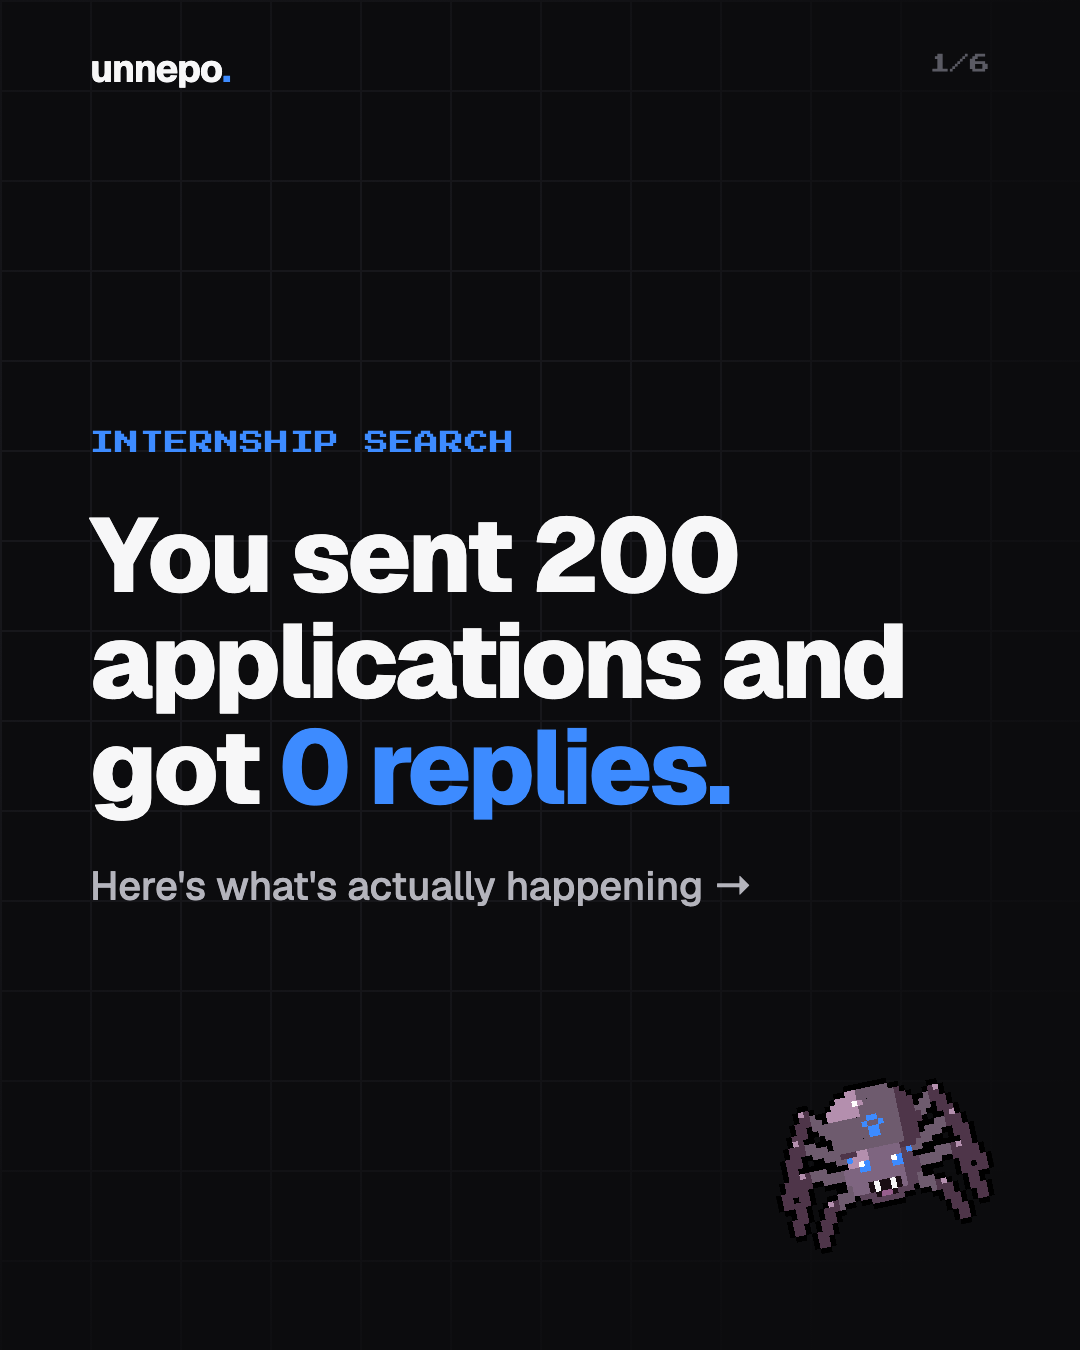 unnepo.
1/6
INTERNSHIP SEARCH
You sent 200
applications and
got 0 replies.
Here's what's actually happening →